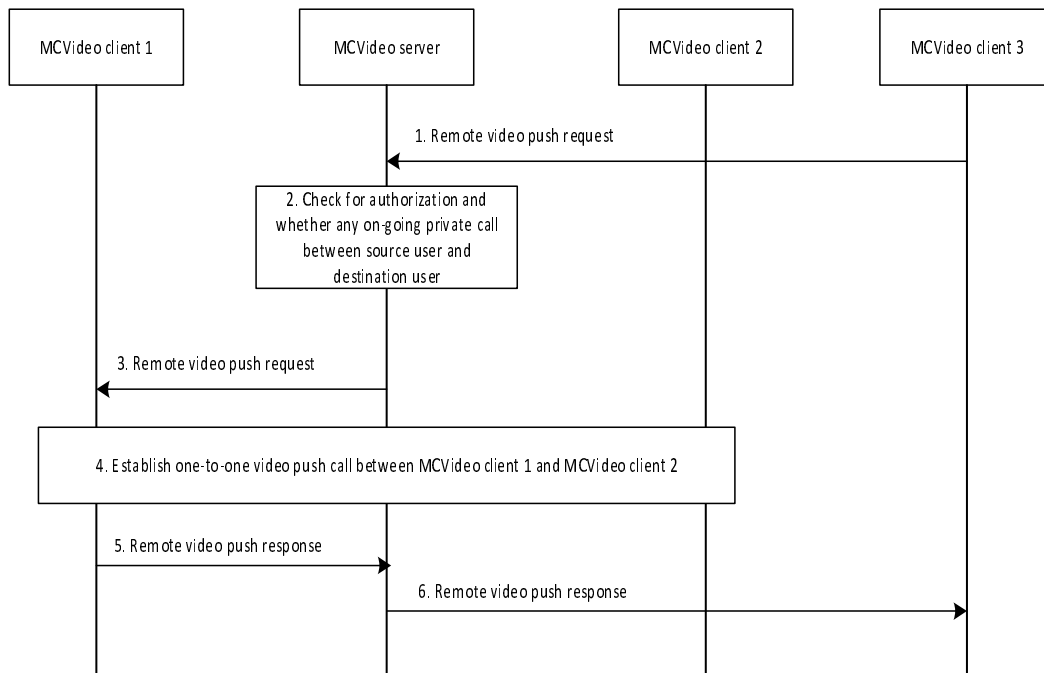 MCVideo client 1
MCVideo server
MCVideo client 2
MCVideo client 3
1. Remote video push request
2. Check for authorization and
whether any on-going private call
between source user and
destination user
3. Remote video push request
4. Establish one-to-one video push call between MCVideo client 1 and MCVideo client 2
5. Remote video push response
6. Remote video push response